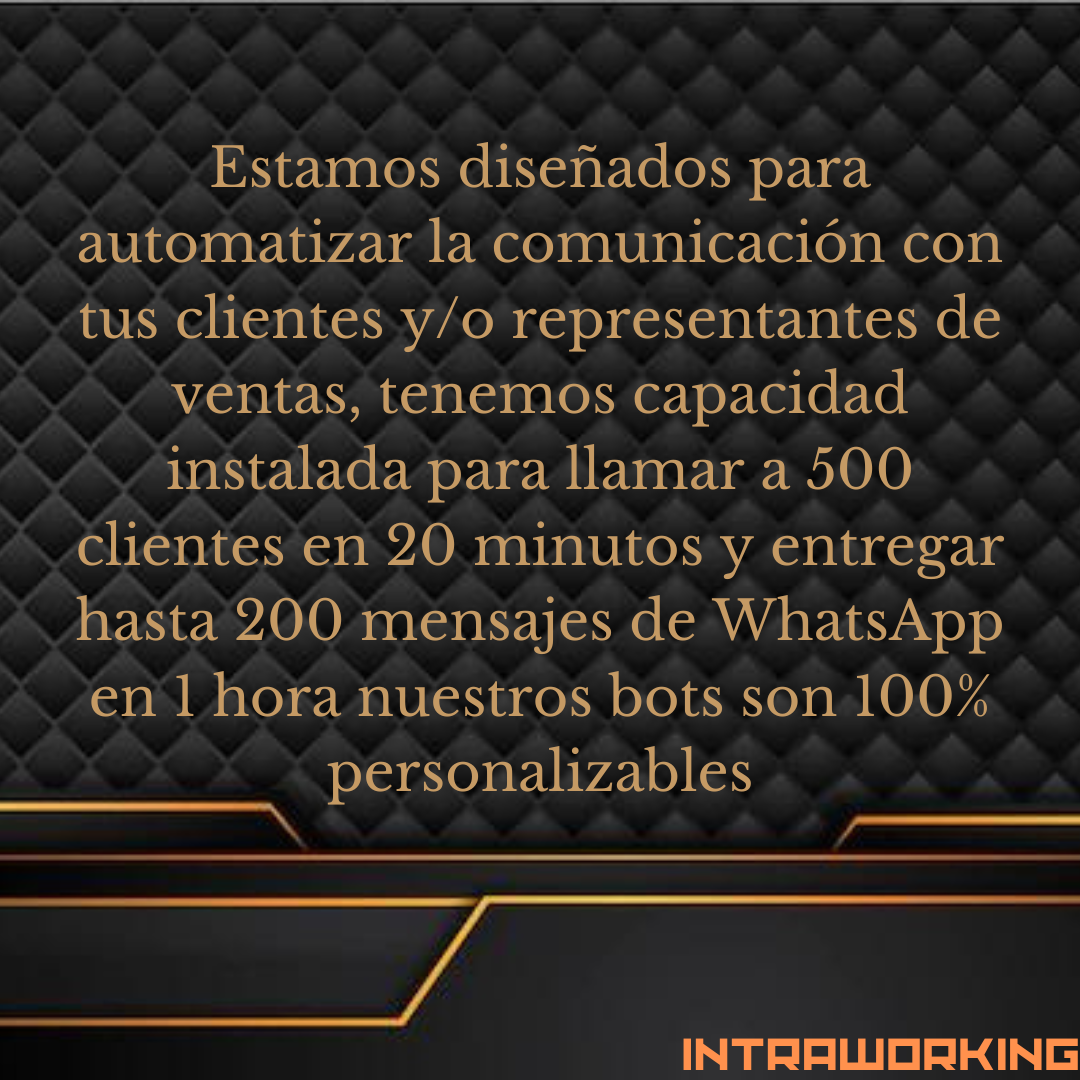 Estamos diseñados para
automatizar la comunicación con
tus clientes y/o representantes de
ventas, tenemos capacidad
instalada para llamar a 500
clientes en 20 minutos y entregar
hasta 200 mensajes de WhatsApp
en 1 hora nuestros bots son 100%
personalizables
INTRAWORKING